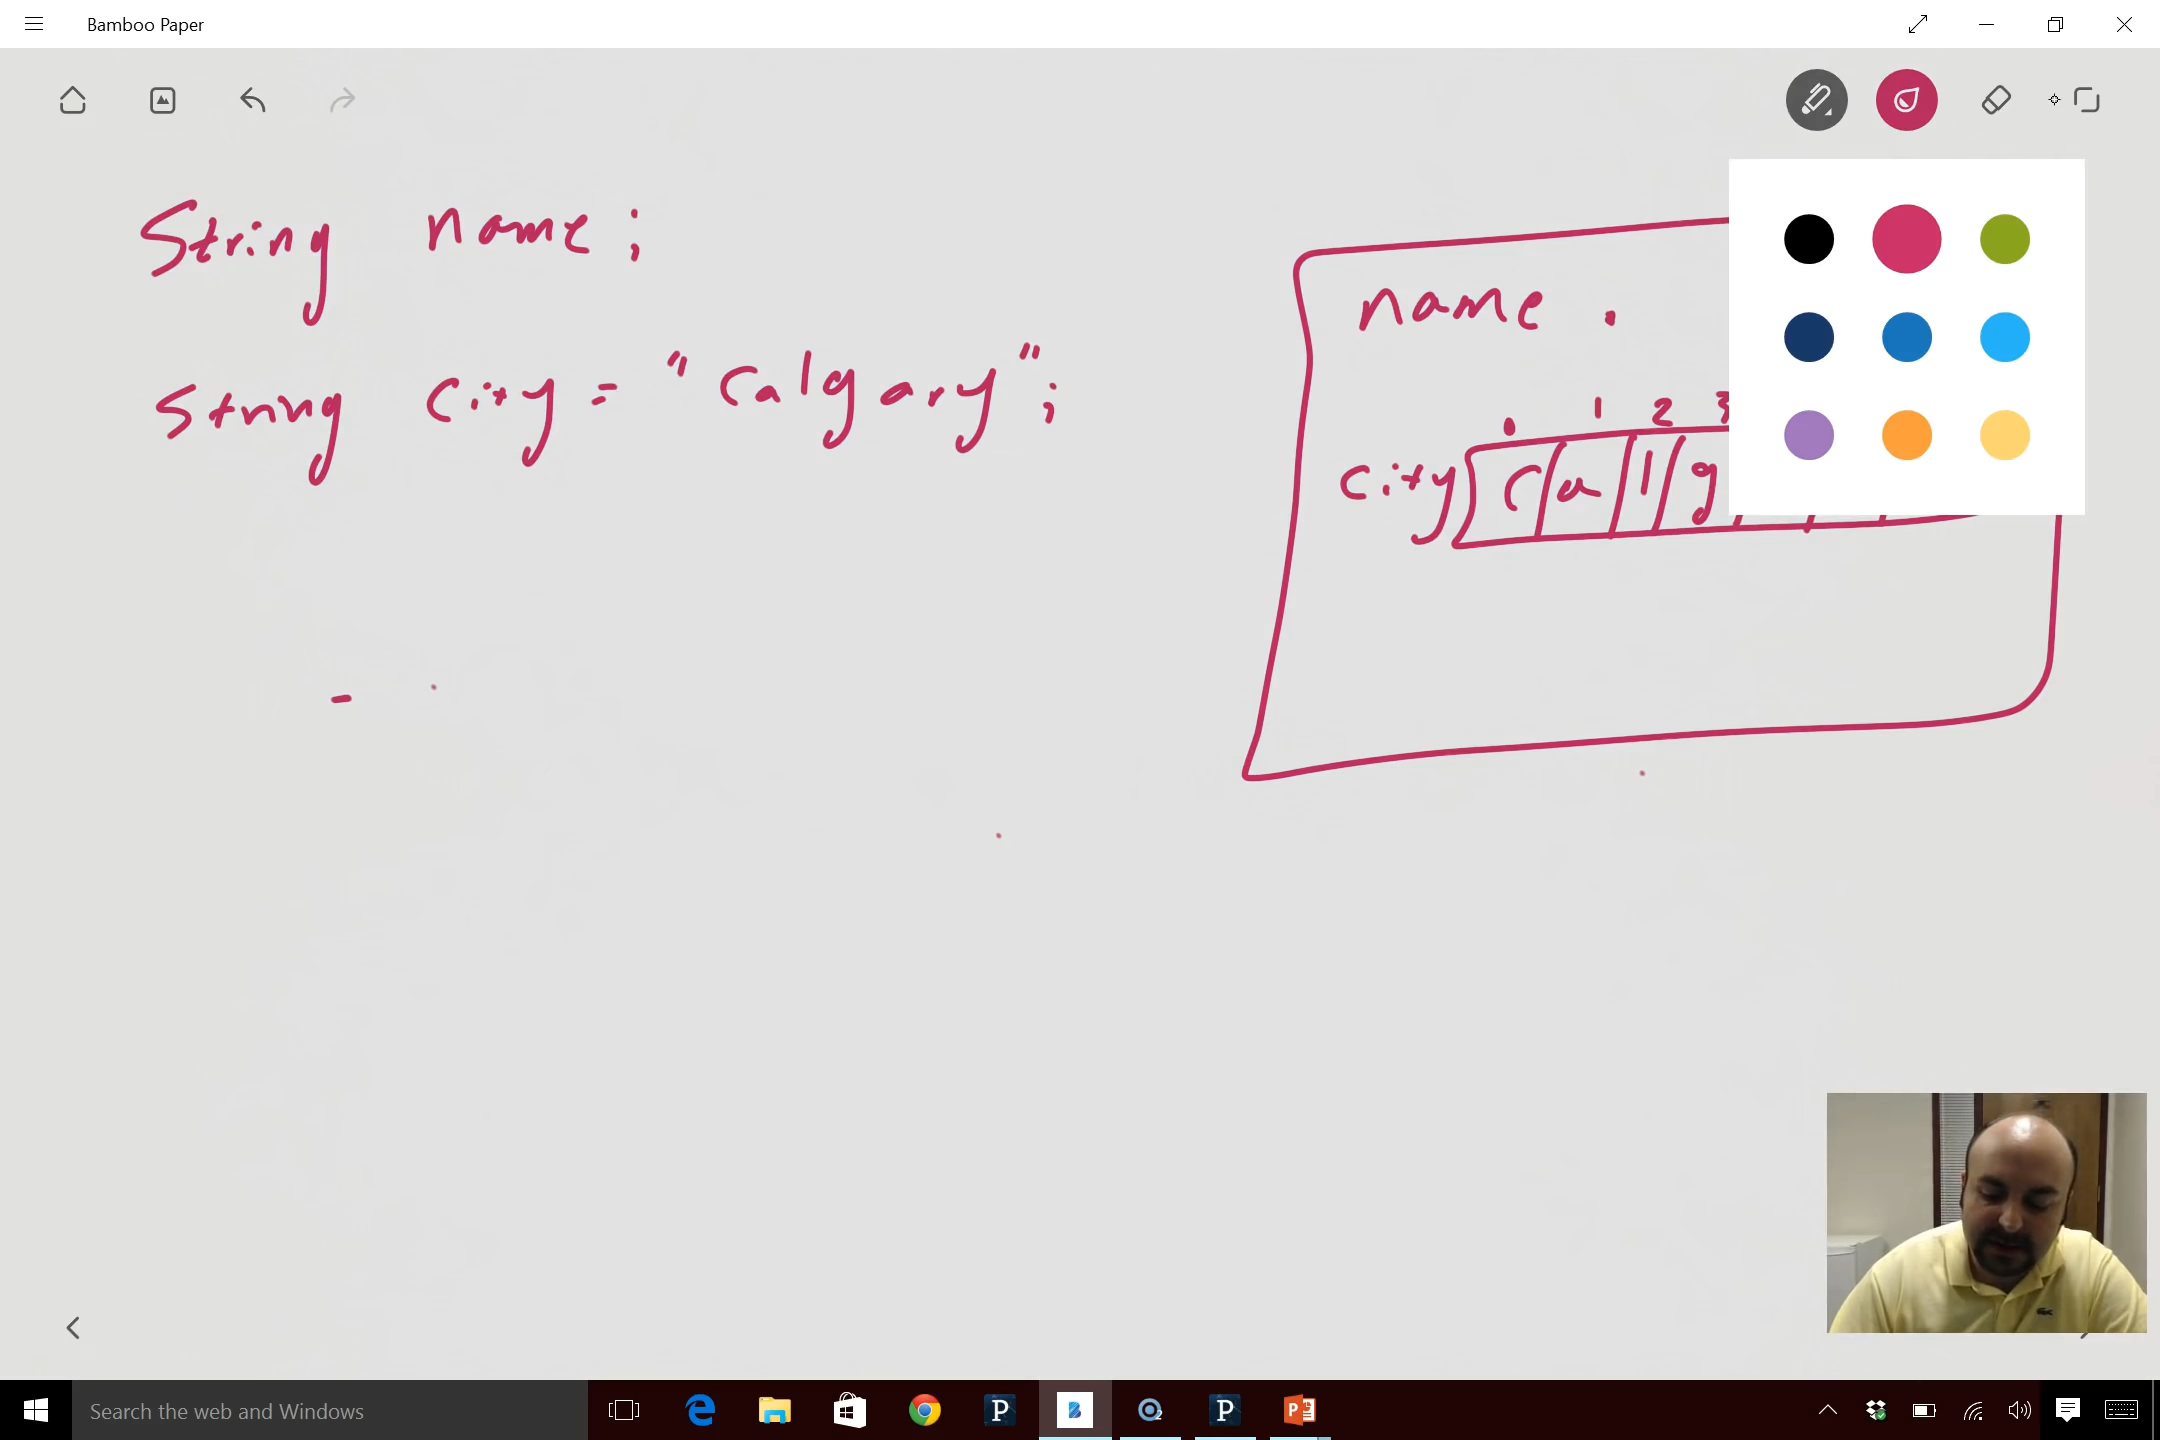 Bamboo Paper
String name;
String city = "Calgary";
name .
0 1 2 3
city C a l g
Search the web and Windows